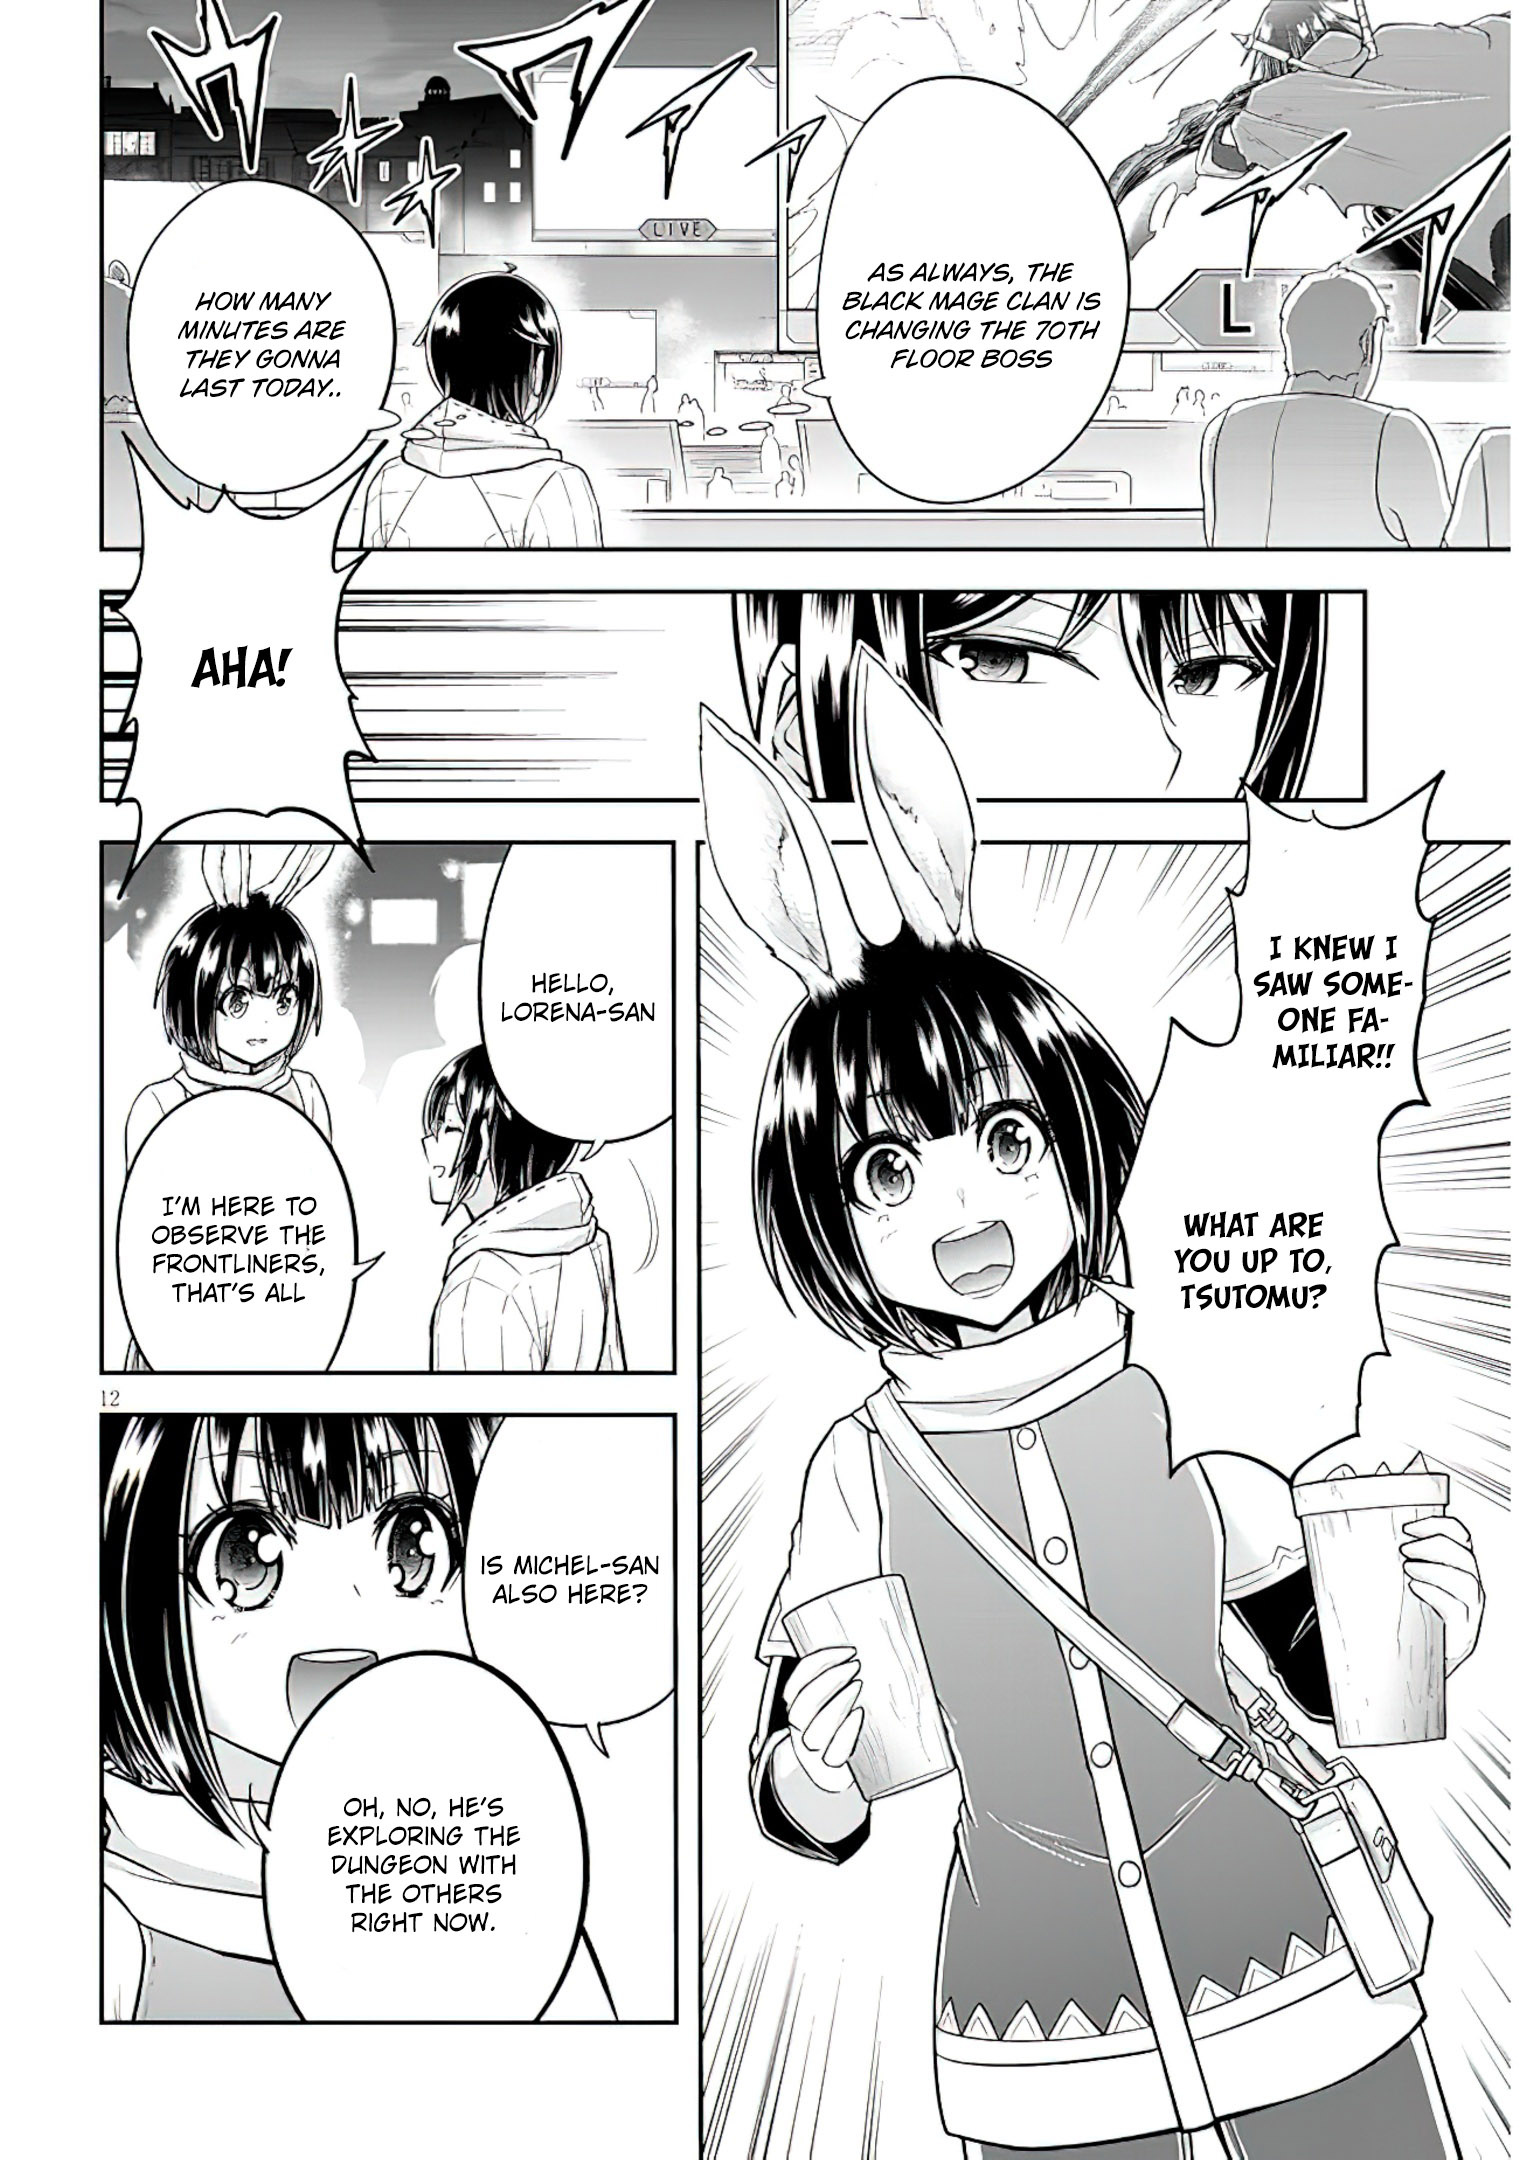 AS ALWAYS, THE
BLACK MAGE CLAN IS
CHANGING THE 70TH
FLOOR BOSS
LIVE
HOW MANY
MINUTES ARE
THEY GONNA
LAST TODAY..
AHA!
I KNEW I
SAW SOME-
ONE FA-
MILIAR!!
WHAT ARE
YOU UP TO,
TSUTOMU?
HELLO,
LORENA-SAN
I'M HERE TO
OBSERVE THE
FRONTLINERS,
THAT'S ALL
12
IS MICHEL-SAN
ALSO HERE?
OH, NO, HE'S
EXPLORING THE
DUNGEON WITH
THE OTHERS
RIGHT NOW.